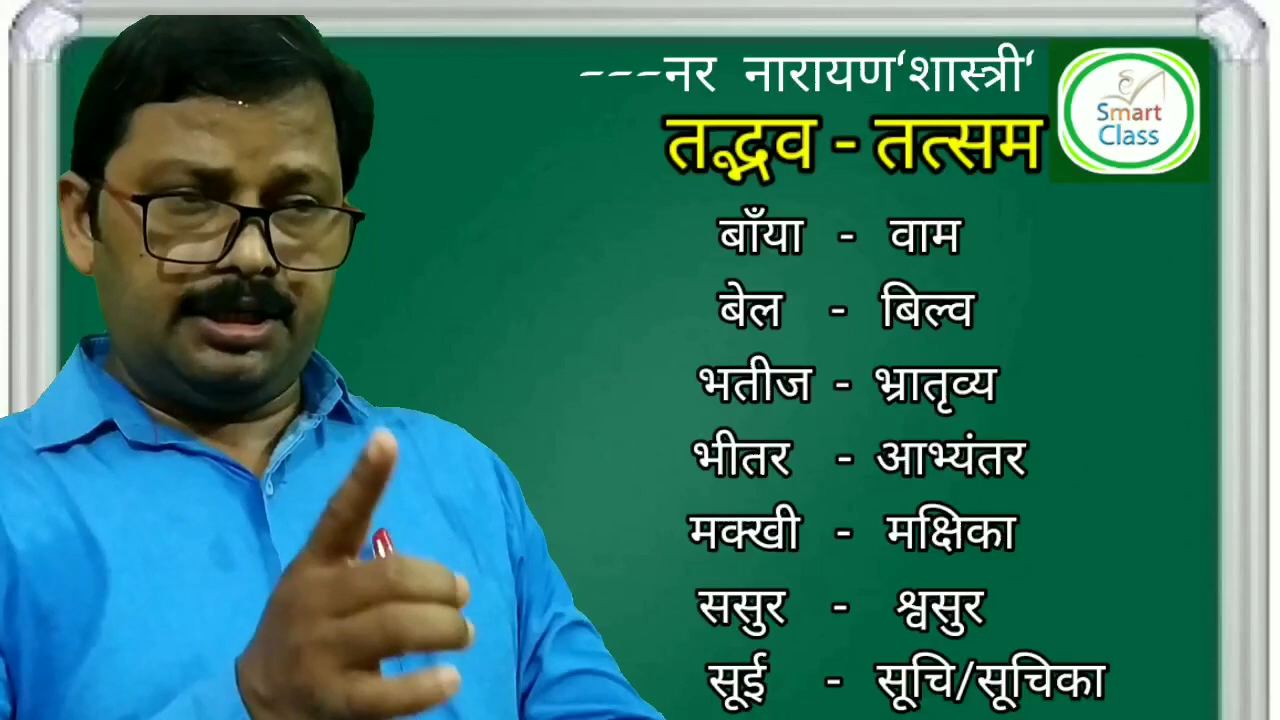 ---नर नारायण‘शास्त्री‘
Smart
Class
तद्भव - तत्सम
बाँया - वाम
बेल - बिल्व
भतीज - भ्रातृव्य
भीतर - आभ्यंतर
मक्खी - मक्षिका
ससुर - श्वसुर
सूई - सूचि/सूचिका